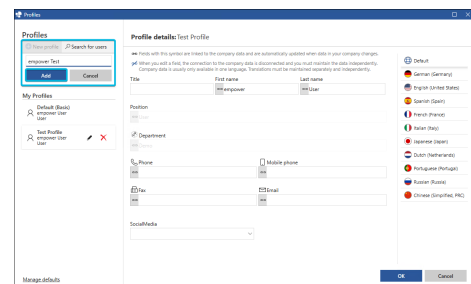 Profiles
Profiles
New profile
Search for users
empower Test
Add
Cancel
My Profiles
Default (Basis)
empower User
User
Test Profile
empower User
User
Manage defaults
Profile details: Test Profile
Fields with this symbol are linked to the company data and are automatically updated when data in your company changes.
When you edit a field, the connection to the company data is disconnected and you must maintain the data independently.
Company data is usually only available in one language. Translations must be maintained separately and independently.
Title
First name
Last name
empower
User
Position
User
Department
Phone
Mobile phone
Fax
Email
SocialMedia
Default
German (Germany)
English (United States)
Spanish (Spain)
French (France)
Italian (Italy)
Japanese (Japan)
Dutch (Netherlands)
Portuguese (Portugal)
Russian (Russia)
Chinese (Simplified, PRC)
OK
Cancel